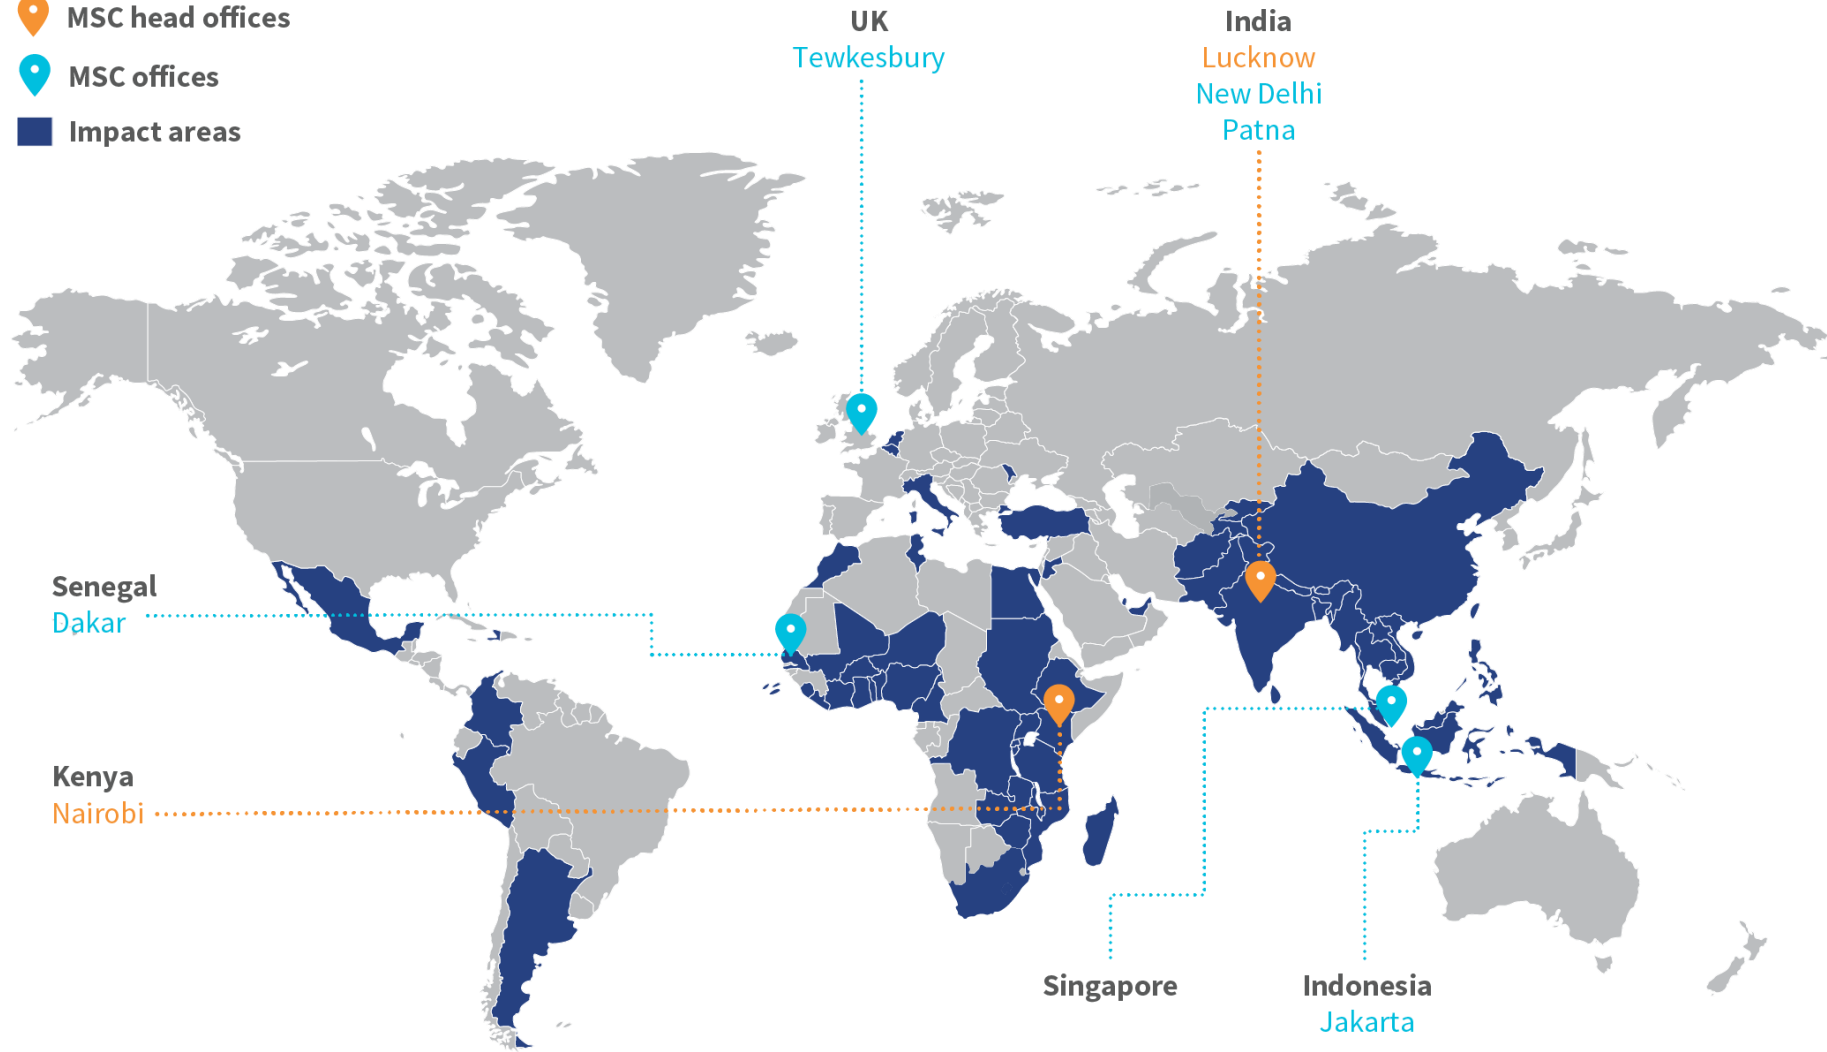 MSC head offices
MSC offices
Impact areas
UK
Tewkesbury
India
Lucknow
New Delhi
Patna
Senegal
Dakar
Kenya
Nairobi
Singapore
Indonesia
Jakarta